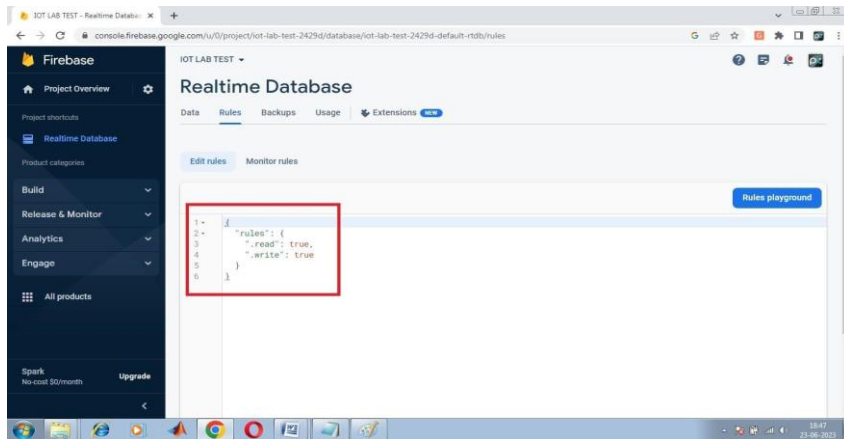 IOT LAB TEST - Realtime Databa
console.firebase.google.com/u/0/project/iot-lab-test-2429d/database/iot-lab-test-2429d-default-rtdb/rules
Firebase
IOT LAB TEST
Project Overview
Realtime Database
Data Rules Backups Usage Extensions NEW
Project shortcuts
Realtime Database
Product categories
Edit rules Monitor rules
Build
Rules playground
Release & Monitor
Analytics
Engage
1 {
2 "rules": {
3 ".read": true,
4 ".write": true
5 }
6 }
All products
Spark
No-cost $0/month
Upgrade
18:47
23-06-2023